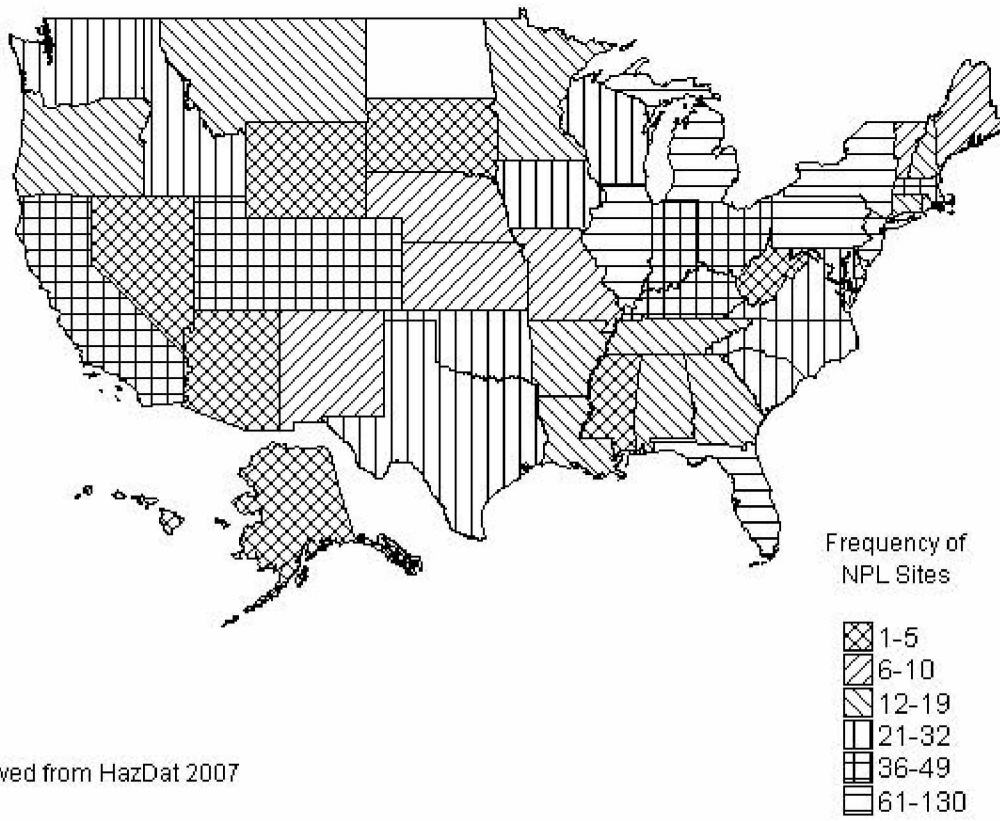 Frequency of
NPL Sites
1-5
6-10
12-19
21-32
36-49
61-130
ved from HazDat 2007